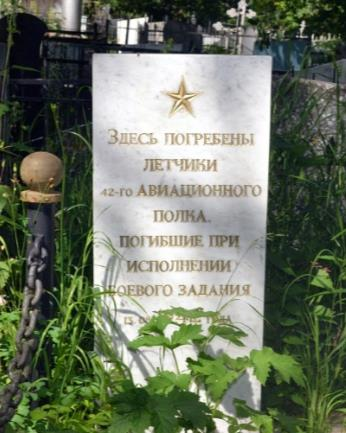 Здесь погребены
летчики
42-го авиационного
полка,
погибшие при
исполнении
боевого задания